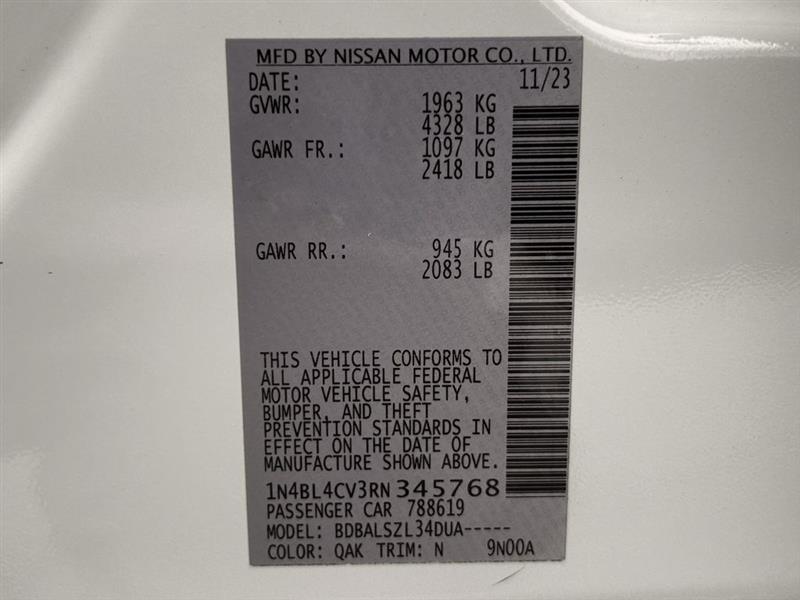 MFD BY NISSAN MOTOR CO., LTD.
DATE: 11/23
GVWR: 1963 KG
4328 LB
GAWR FR.: 1097 KG
2418 LB
GAWR RR.: 945 KG
2083 LB
THIS VEHICLE CONFORMS TO
ALL APPLICABLE FEDERAL
MOTOR VEHICLE SAFETY,
BUMPER, AND THEFT
PREVENTION STANDARDS IN
EFFECT ON THE DATE OF
MANUFACTURE SHOWN ABOVE.
1N4BL4CV3RN345768
PASSENGER CAR 788619
MODEL: BDBALSZL34DUA-----
COLOR: QAK TRIM: N 9N00A